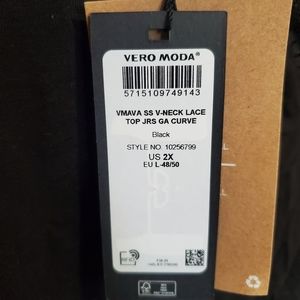 VERO MODA®
5715109749143
VMAVA SS V-NECK LACE
TOP JRS GA CURVE
Black
STYLE NO. 10256799
US 2X
EU L-48/50
RFID